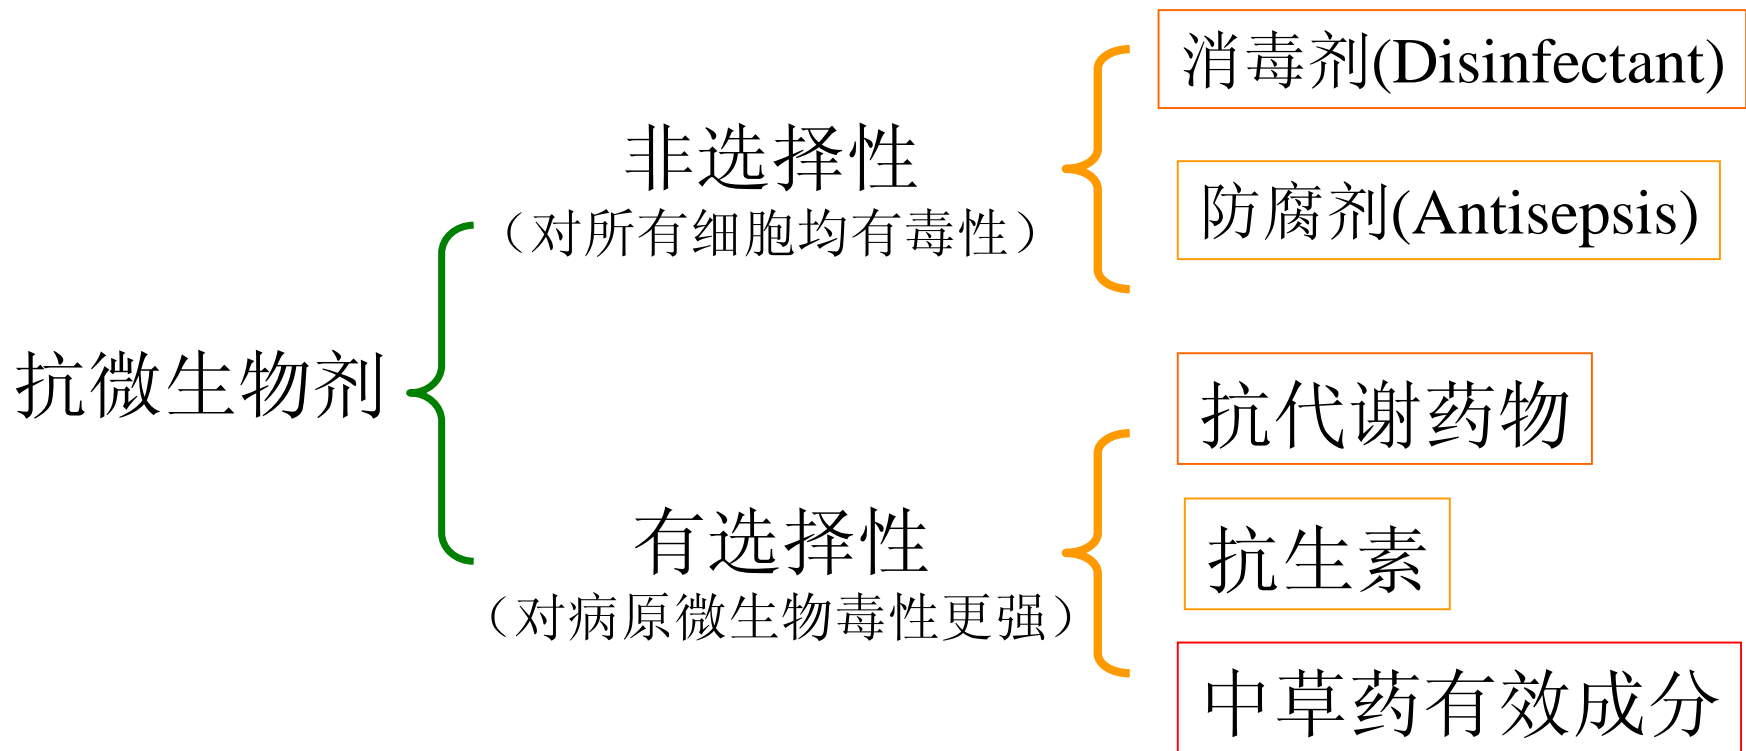 抗微生物剂
非选择性
（对所有细胞均有毒性）
消毒剂(Disinfectant)
防腐剂(Antisepsis)
有选择性
（对病原微生物毒性更强）
抗代谢药物
抗生素
中草药有效成分